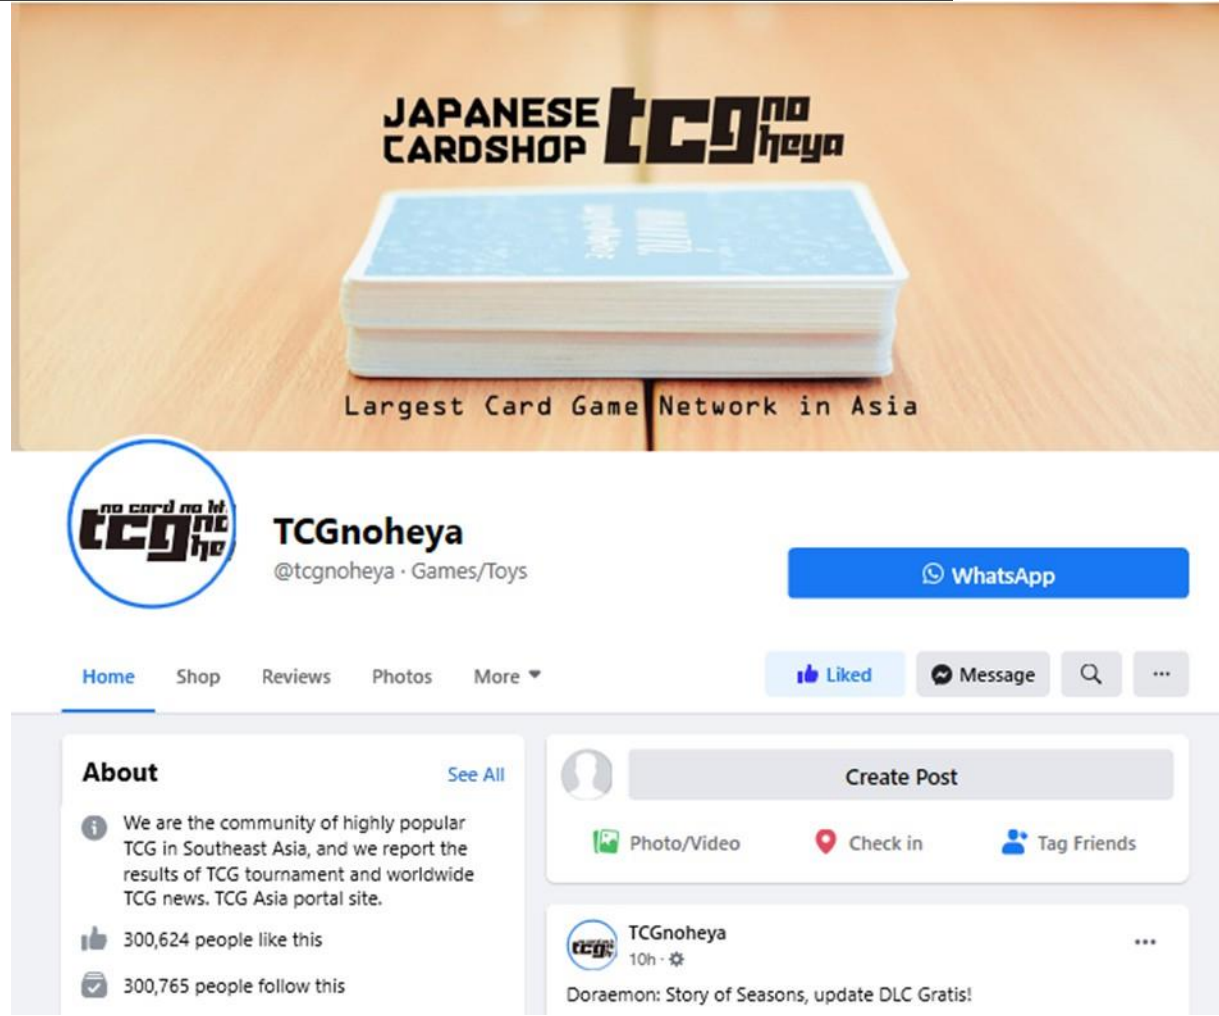 JAPANESE
CARDSHOP
tcg no heya
Largest Card Game Network in Asia
no card no
tcg no
he
TCGnoheya
@tcgnoheya · Games/Toys
WhatsApp
Home Shop Reviews Photos More
Liked Message ...
About See All
We are the community of highly popular
TCG in Southeast Asia, and we report the
results of TCG tournament and worldwide
TCG news. TCG Asia portal site.
300,624 people like this
300,765 people follow this
Create Post
Photo/Video Check in Tag Friends
TCGnoheya
10h ·
Doraemon: Story of Seasons, update DLC Gratis!